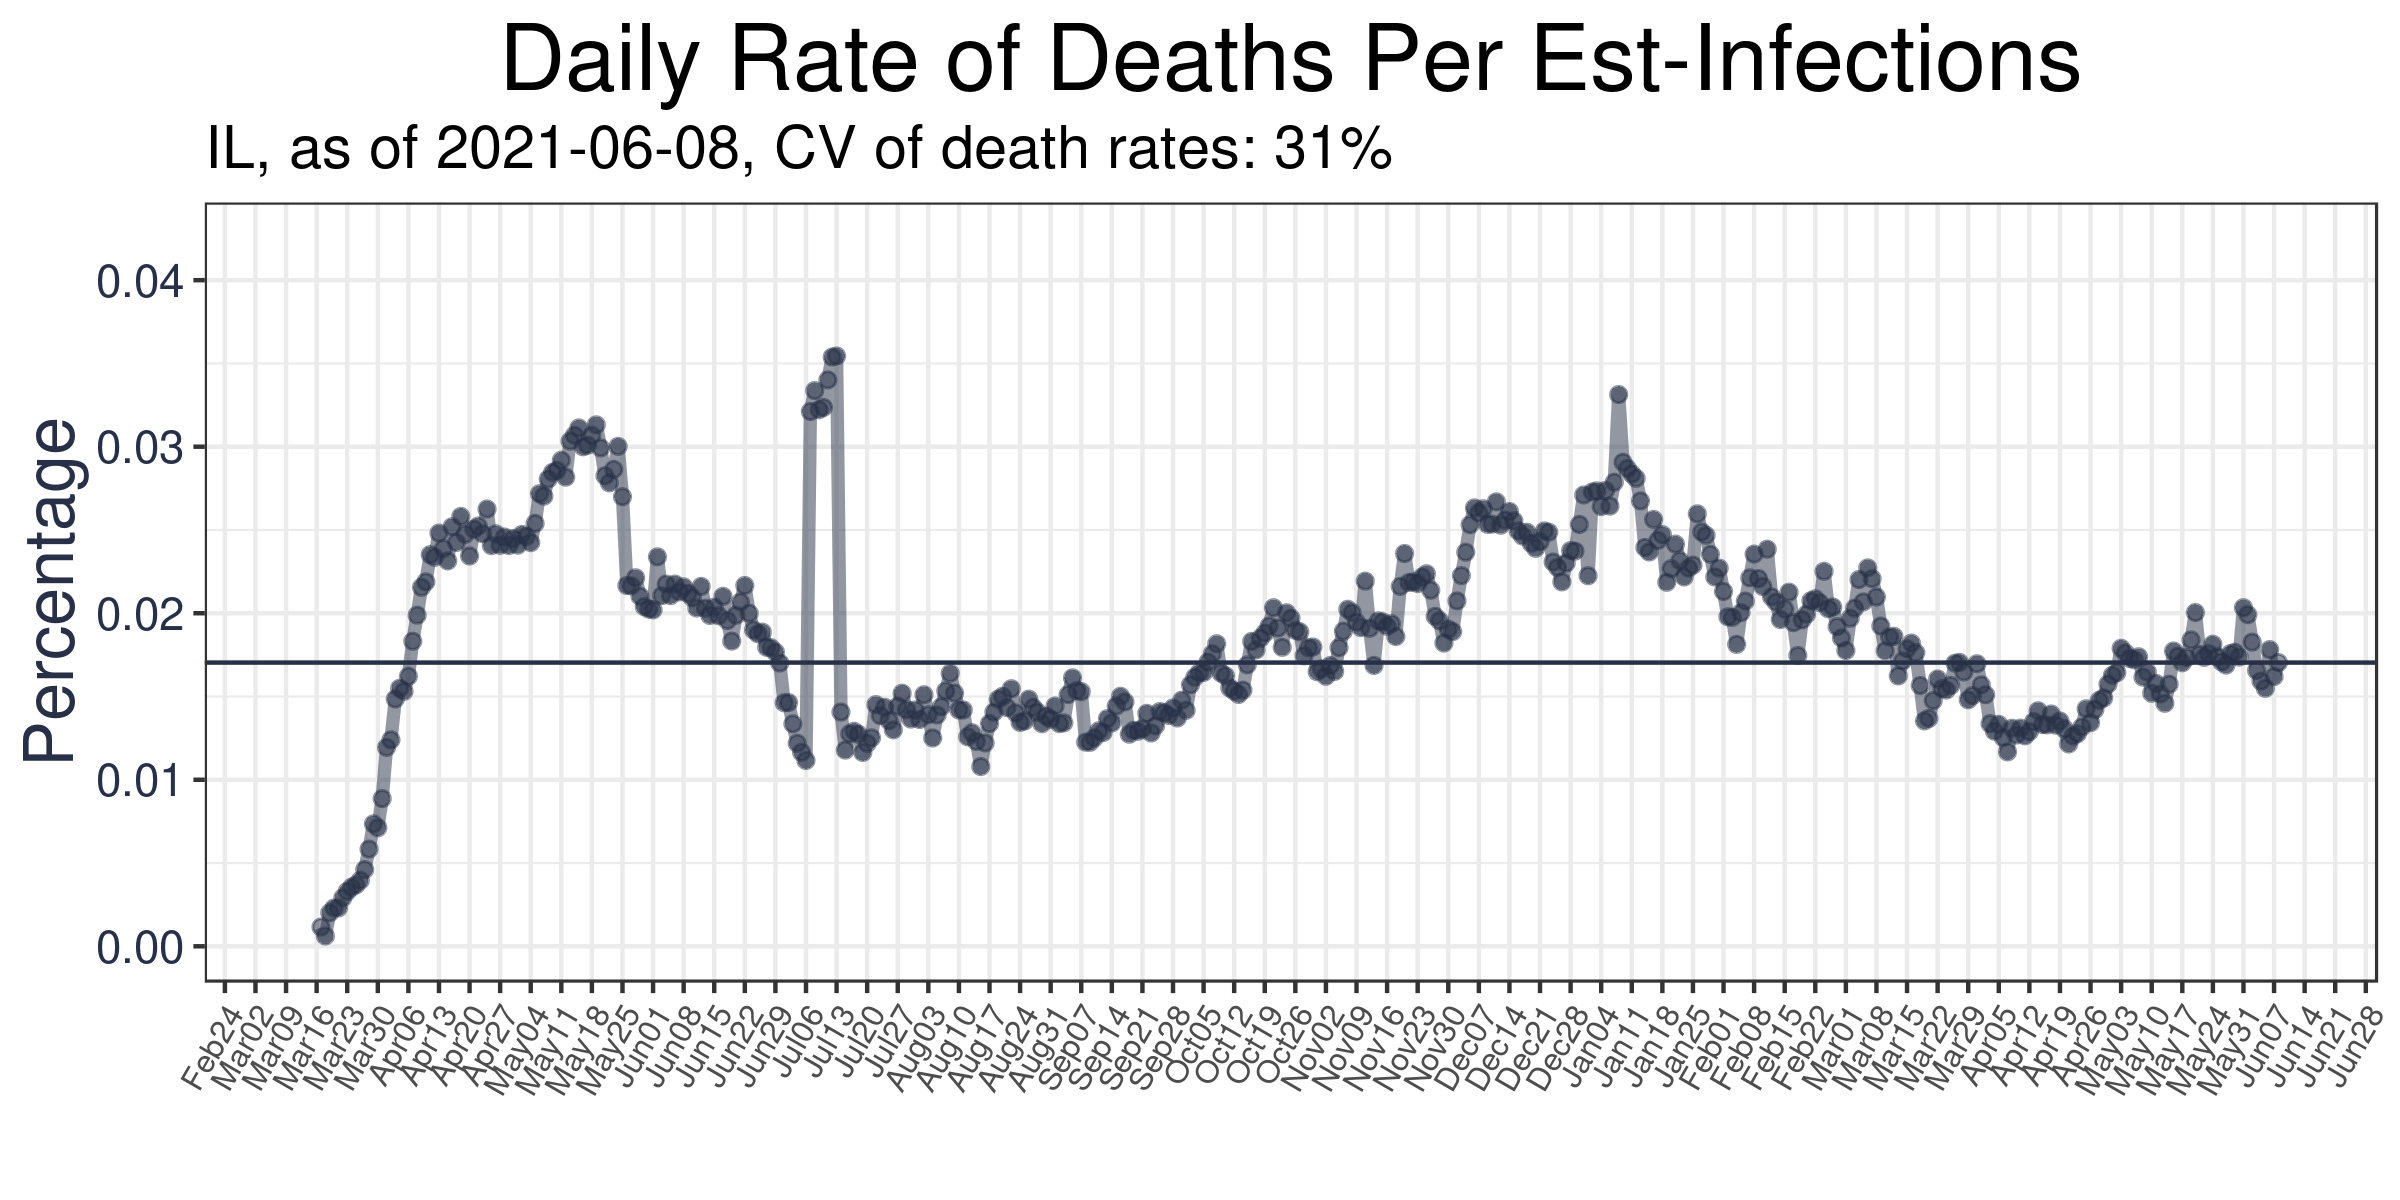 Daily Rate of Deaths Per Est-Infections
IL, as of 2021-06-08, CV of death rates: 31%
Percentage
0.04
0.03
0.02
0.01
0.00
Feb24
Mar02
Mar09
Mar16
Mar23
Mar30
Apr06
Apr13
Apr20
Apr27
May04
May11
May18
May25
Jun01
Jun08
Jun15
Jun22
Jun29
Jul06
Jul13
Jul20
Jul27
Aug03
Aug10
Aug17
Aug24
Aug31
Sep07
Sep14
Sep21
Sep28
Oct05
Oct12
Oct19
Oct26
Nov02
Nov09
Nov16
Nov23
Nov30
Dec07
Dec14
Dec21
Dec28
Jan04
Jan11
Jan18
Jan25
Feb01
Feb08
Feb15
Feb22
Mar01
Mar08
Mar15
Mar22
Mar29
Apr05
Apr12
Apr19
Apr26
May03
May10
May17
May24
May31
Jun07
Jun14
Jun21
Jun28